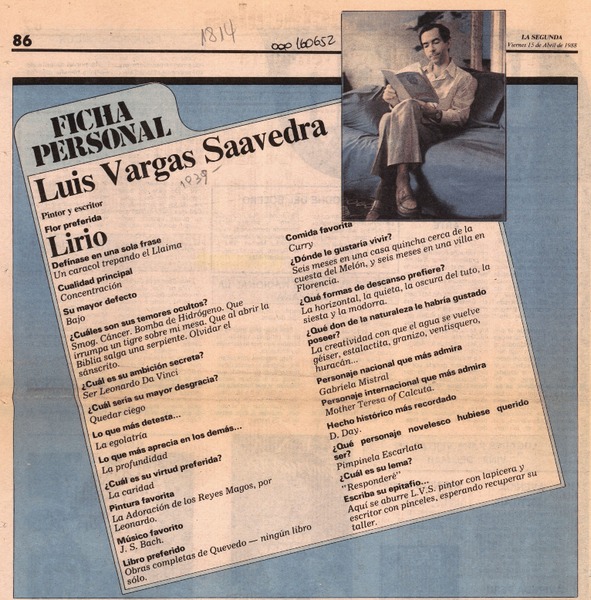 86
1814
000160652
LA SEGUNDA
Viernes 15 de Abril de 1988
FICHA
PERSONAL
Luis Vargas Saavedra
1939-
Pintor y escritor
Flor preferida
Lirio
Defínase en una sola frase
Un caracol trepando el Llaima
Cualidad principal
Concentración
Su mayor defecto
Bajo
¿Cuáles son sus temores ocultos?
Smog. Cáncer. Bomba de Hidrógeno. Que
irrumpa un tigre sobre mi mesa. Que al abrir la
Biblia salga una serpiente. Olvidar el
sánscrito.
¿Cuál es su ambición secreta?
Ser Leonardo Da Vinci
¿Cuál sería su mayor desgracia?
Quedar ciego
Lo que más detesta...
La egolatría
Lo que más aprecia en los demás...
La profundidad
¿Cuál es su virtud preferida?
La caridad
Pintura favorita
La Adoración de los Reyes Magos, por
Leonardo.
Músico favorito
J. S. Bach.
Libro preferido
Obras completas de Quevedo — ningún libro
sólo.
Comida favorita
Curry
¿Dónde le gustaría vivir?
Seis meses en una casa quincha cerca de la
cuesta del Melón, y seis meses en una villa en
Florencia.
¿Qué formas de descanso prefiere?
La horizontal, la quieta, la oscura del tuto, la
siesta y la modorra.
¿Qué don de la naturaleza le habría gustado
poseer?
La creatividad con que el agua se vuelve
géiser, estalactita, granizo, ventisquero,
huracán...
Personaje nacional que más admira
Gabriela Mistral
Personaje internacional que más admira
Mother Teresa of Calcuta.
Hecho histórico más recordado
D. Day.
¿Qué personaje novelesco hubiese querido
ser?
Pimpinela Escarlata
¿Cuál es su lema?
"Responderé"
Escriba su epitafio...
Aquí se aburre L.V.S. pintor con lapicera y
escritor con pinceles, esperando recuperar su
taller.